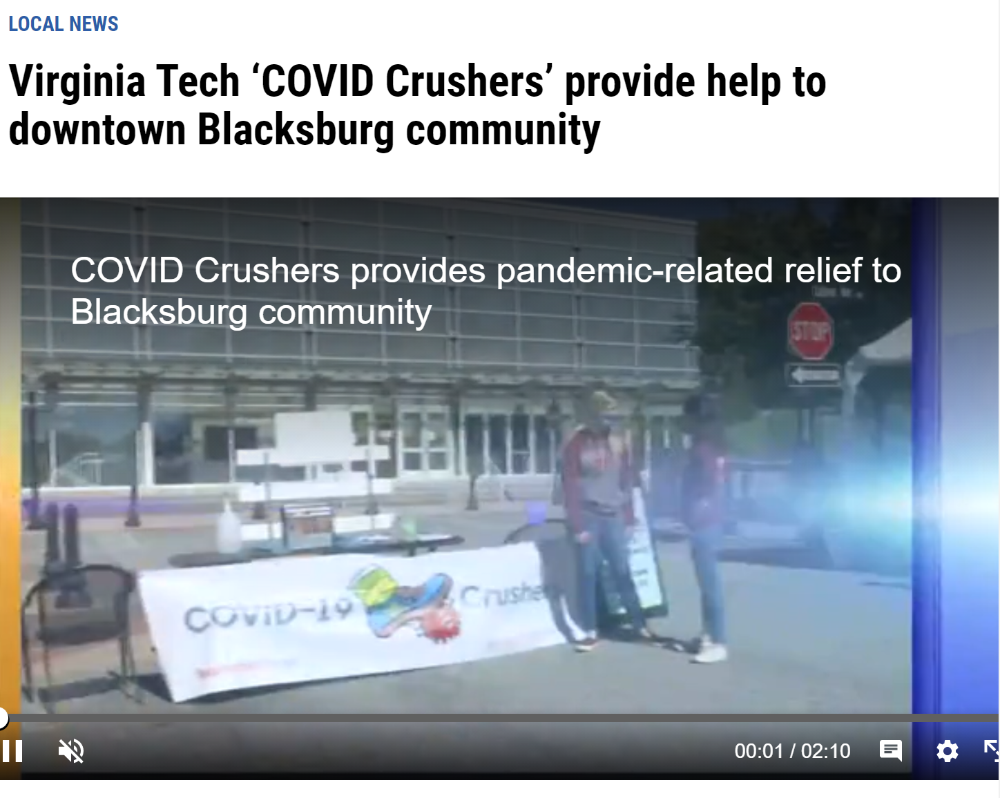 LOCAL NEWS
Virginia Tech ‘COVID Crushers’ provide help to
downtown Blacksburg community
COVID Crushers provides pandemic-related relief to
Blacksburg community
STOP
COVID-19 Crushe
00:01 / 02:10